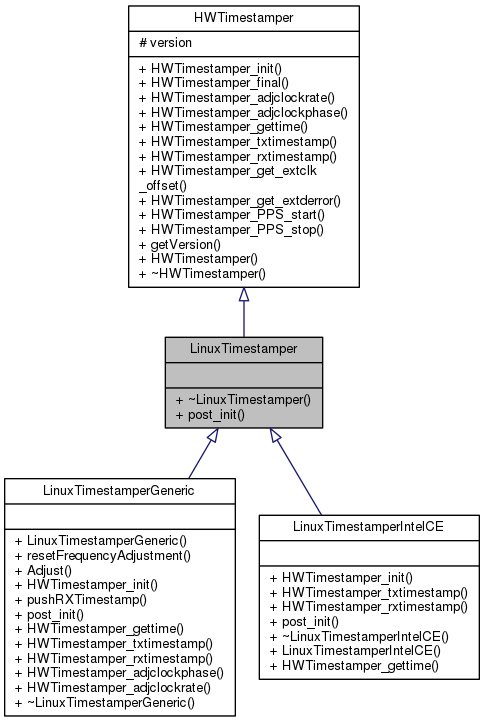 HWTimestamper
# version
+ HWTimestamper_init()
+ HWTimestamper_final()
+ HWTimestamper_adjclockrate()
+ HWTimestamper_adjclockphase()
+ HWTimestamper_gettime()
+ HWTimestamper_txtimestamp()
+ HWTimestamper_rxtimestamp()
+ HWTimestamper_get_extclk
_offset()
+ HWTimestamper_get_extderror()
+ HWTimestamper_PPS_start()
+ HWTimestamper_PPS_stop()
+ getVersion()
+ HWTimestamper()
+ ~HWTimestamper()
LinuxTimestamper
+ ~LinuxTimestamper()
+ post_init()
LinuxTimestamperGeneric
+ LinuxTimestamperGeneric()
+ resetFrequencyAdjustment()
+ Adjust()
+ HWTimestamper_init()
+ pushRXTimestamp()
+ post_init()
+ HWTimestamper_gettime()
+ HWTimestamper_txtimestamp()
+ HWTimestamper_rxtimestamp()
+ HWTimestamper_adjclockphase()
+ HWTimestamper_adjclockrate()
+ ~LinuxTimestamperGeneric()
LinuxTimestamperIntelCE
+ HWTimestamper_init()
+ HWTimestamper_txtimestamp()
+ HWTimestamper_rxtimestamp()
+ post_init()
+ ~LinuxTimestamperIntelCE()
+ LinuxTimestamperIntelCE()
+ HWTimestamper_gettime()